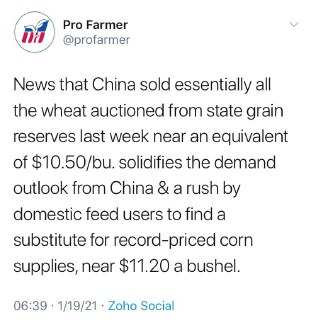 Pro Farmer
@profarmer
News that China sold essentially all
the wheat auctioned from state grain
reserves last week near an equivalent
of $10.50/bu. solidifies the demand
outlook from China & a rush by
domestic feed users to find a
substitute for record-priced corn
supplies, near $11.20 a bushel.
06:39 · 1/19/21 · Zoho Social